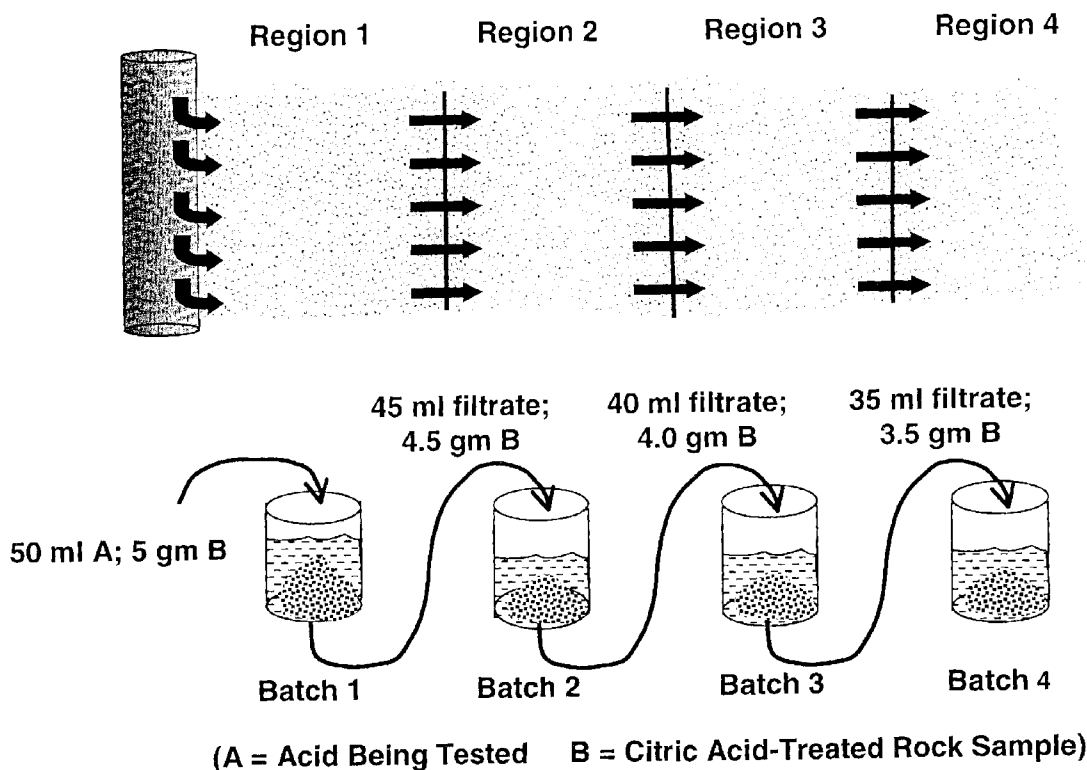 Region 1 Region 2 Region 3 Region 4
45 ml filtrate; 40 ml filtrate; 35 ml filtrate;
4.5 gm B 4.0 gm B 3.5 gm B
50 ml A; 5 gm B
Batch 1 Batch 2 Batch 3 Batch 4
(A = Acid Being Tested B = Citric Acid-Treated Rock Sample)